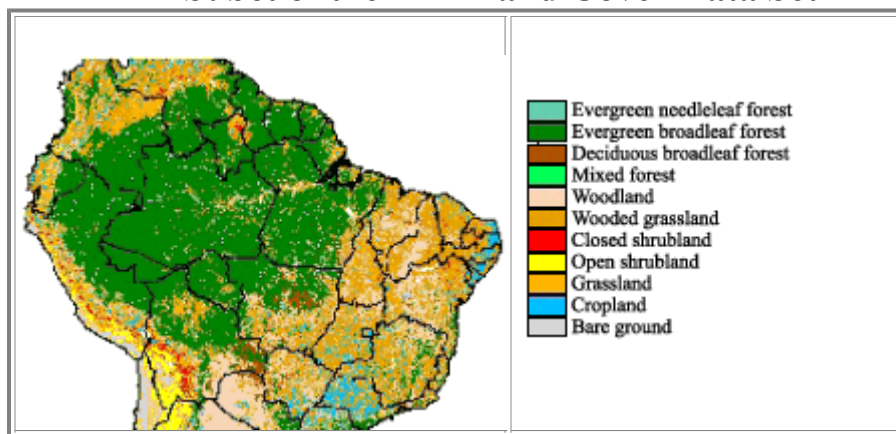 Evergreen needleleaf forest
Evergreen broadleaf forest
Deciduous broadleaf forest
Mixed forest
Woodland
Wooded grassland
Closed shrubland
Open shrubland
Grassland
Cropland
Bare ground